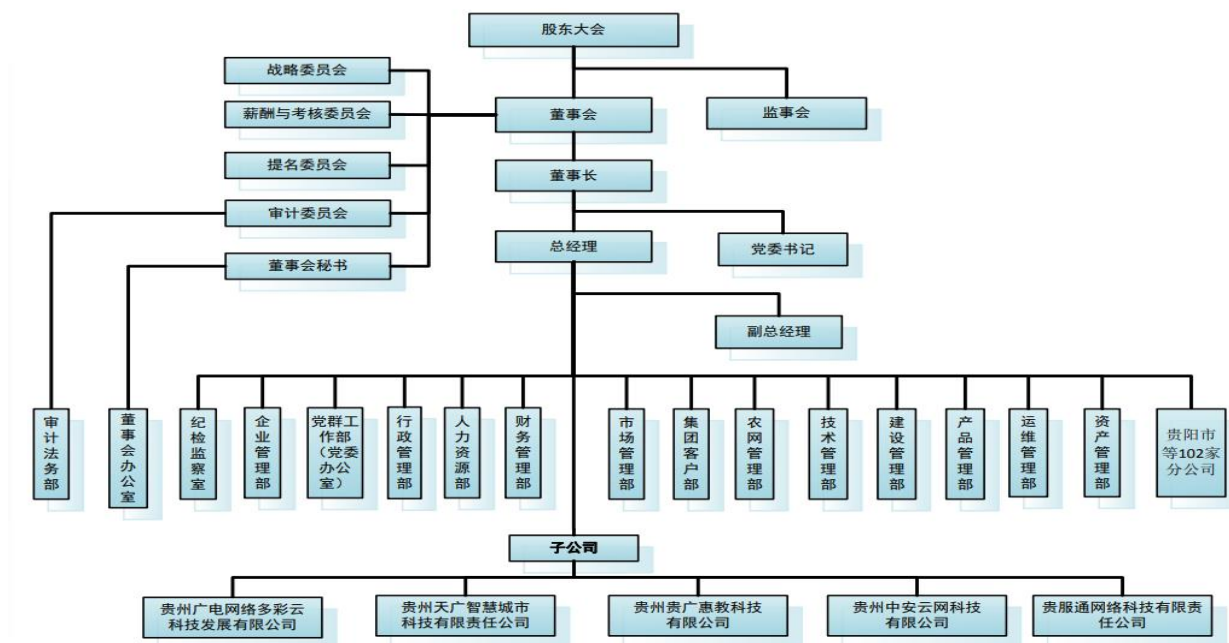 股东大会
战略委员会
薪酬与考核委员会
董事会
监事会
提名委员会
董事长
审计委员会
总经理
党委书记
董事会秘书
副总经理
审计法务部
董事会办公室
纪检监察室
企业管理部
党群工
作部
（党委
办公
室）
行政管理部
人力资源部
财务管理部
市场管理部
集团客户部
农网管理部
技术管理部
建设管理部
产品管理部
运维管理部
资产管理部
贵阳市
等102家
分公司
子公司
贵州广电网络多彩云
科技发展有限公司
贵州天广智慧城市
科技有限责任公司
贵州贵广惠教科技
有限公司
贵州中安云网科技
有限公司
贵服通网络科技有限责
任公司